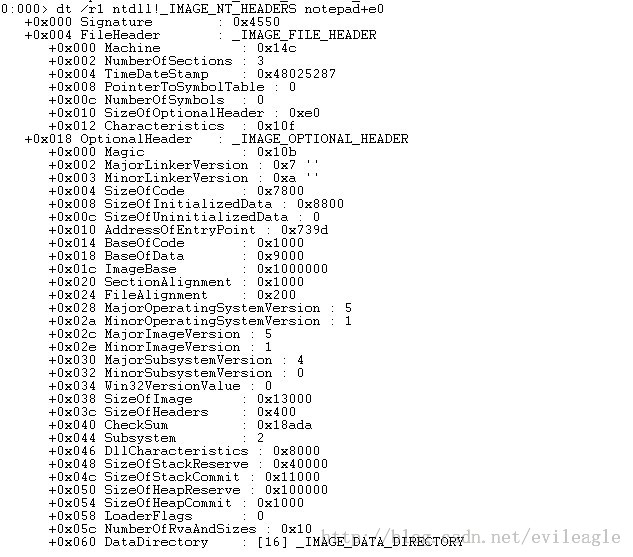 0:000> dt /r1 ntdll!_IMAGE_NT_HEADERS notepad+e0
+0x000 Signature : 0x4550
+0x004 FileHeader : _IMAGE_FILE_HEADER
+0x000 Machine : 0x14c
+0x002 NumberOfSections : 3
+0x004 TimeDateStamp : 0x48025287
+0x008 PointerToSymbolTable : 0
+0x00c NumberOfSymbols : 0
+0x010 SizeOfOptionalHeader : 0xe0
+0x012 Characteristics : 0x10f
+0x018 OptionalHeader : _IMAGE_OPTIONAL_HEADER
+0x000 Magic : 0x10b
+0x002 MajorLinkerVersion : 0x7 ''
+0x003 MinorLinkerVersion : 0xa ''
+0x004 SizeOfCode : 0x7800
+0x008 SizeOfInitializedData : 0x8800
+0x00c SizeOfUninitializedData : 0
+0x010 AddressOfEntryPoint : 0x739d
+0x014 BaseOfCode : 0x1000
+0x018 BaseOfData : 0x9000
+0x01c ImageBase : 0x1000000
+0x020 SectionAlignment : 0x1000
+0x024 FileAlignment : 0x200
+0x028 MajorOperatingSystemVersion : 5
+0x02a MinorOperatingSystemVersion : 1
+0x02c MajorImageVersion : 5
+0x02e MinorImageVersion : 1
+0x030 MajorSubsystemVersion : 4
+0x032 MinorSubsystemVersion : 0
+0x034 Win32VersionValue : 0
+0x038 SizeOfImage : 0x13000
+0x03c SizeOfHeaders : 0x400
+0x040 CheckSum : 0x18ada
+0x044 Subsystem : 2
+0x046 DllCharacteristics : 0x8000
+0x048 SizeOfStackReserve : 0x40000
+0x04c SizeOfStackCommit : 0x11000
+0x050 SizeOfHeapReserve : 0x100000
+0x054 SizeOfHeapCommit : 0x1000
+0x058 LoaderFlags : 0
+0x05c NumberOfRvaAndSizes : 0x10
+0x060 DataDirectory : [16] _IMAGE_DATA_DIRECTORY
http://blog.csdn.net/evileagle